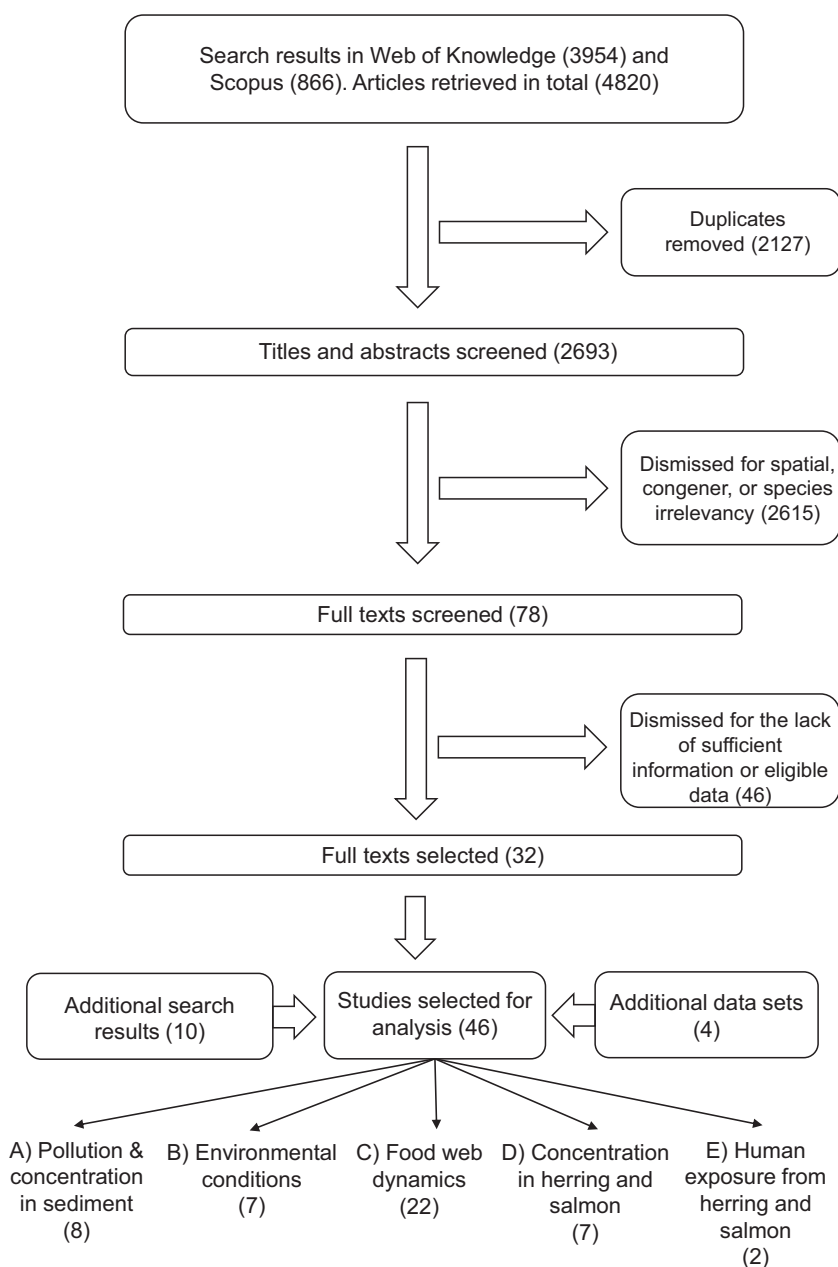 Search results in Web of Knowledge (3954) and
Scopus (866). Articles retrieved in total (4820)
Duplicates
removed (2127)
Titles and abstracts screened (2693)
Dismissed for spatial,
congener, or species
irrelevancy (2615)
Full texts screened (78)
Dismissed for the lack
of sufficient
information or eligible
data (46)
Full texts selected (32)
Additional search
results (10)
Studies selected for
analysis (46)
Additional data sets
(4)
A) Pollution &
concentration
in sediment
(8)
B) Environmental
conditions
(7)
C) Food web
dynamics
(22)
D) Concentration
in herring and
salmon
(7)
E) Human
exposure from
herring and
salmon
(2)